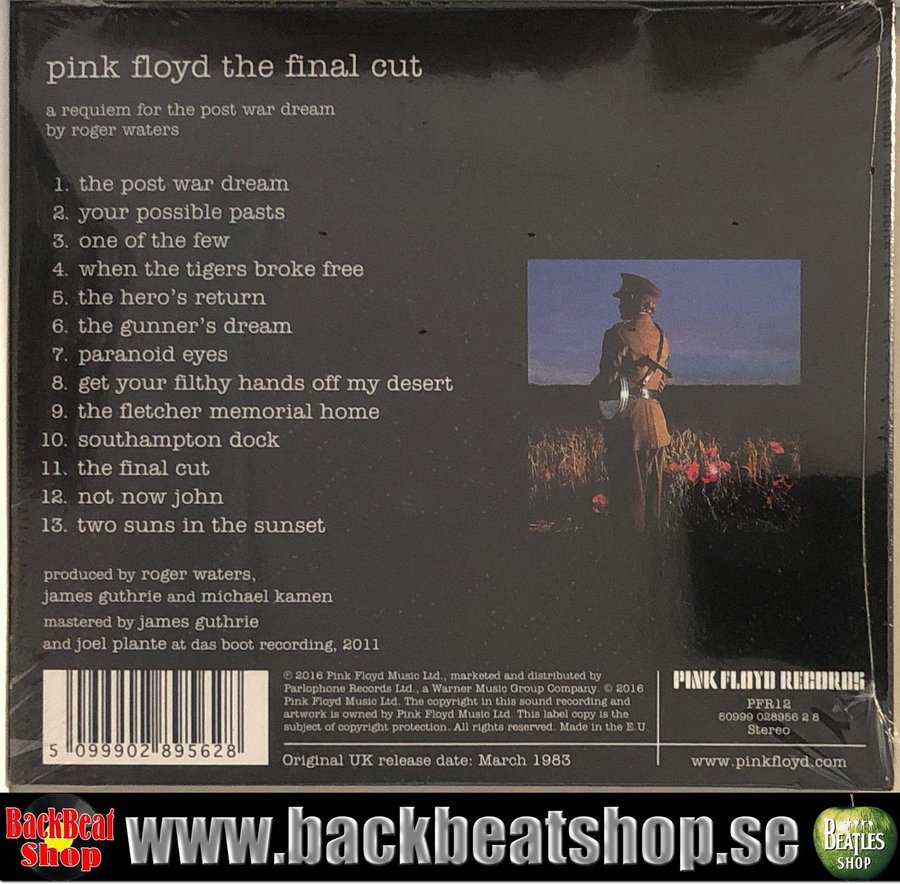 pink floyd the final cut
a requiem for the post war dream
by roger waters
1. the post war dream
2. your possible pasts
3. one of the few
4. when the tigers broke free
5. the hero's return
6. the gunner's dream
7. paranoid eyes
8. get your filthy hands off my desert
9. the fletcher memorial home
10. southampton dock
11. the final cut
12. not now john
13. two suns in the sunset
produced by roger waters,
james guthrie and michael kamen
mastered by james guthrie
and joel plante at das boot recording, 2011
5 099902 895628
℗ 2016 Pink Floyd Music Ltd., marketed and distributed by
Parlophone Records Ltd., a Warner Music Group Company. © 2016
Pink Floyd Music Ltd. The copyright in this sound recording and
artwork is owned by Pink Floyd Music Ltd. This label copy is the
subject of copyright protection. All rights reserved. Made in the E.U.
Original UK release date: March 1983
PINK FLOYD RECORDS
PFR12
50999 028956 2 8
Stereo
www.pinkfloyd.com
BackBeat
Shop
www.backbeatshop.se
BEATLES
SHOP